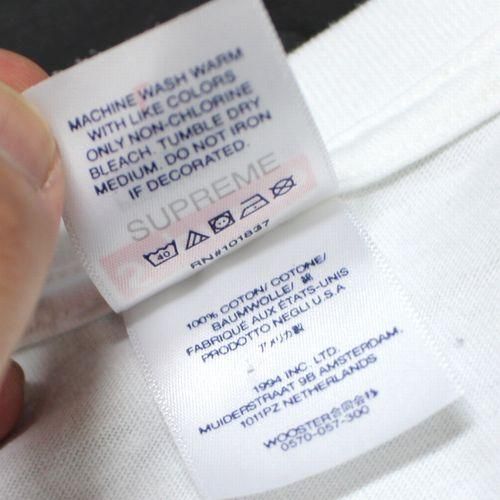 MACHINE WASH WARM
WITH LIKE COLORS
ONLY NON-CHLORINE
BLEACH. TUMBLE DRY
MEDIUM. DO NOT IRON
IF DECORATED.
SUPREME
40
RN#101837
100% COTON/ COTONE/
BAUMWOLLE/ 綿
FABRIQUÉ AUX ÉTATS-UNIS
PRODOTTO NEGLI U.S.A
アメリカ製
1994 INC. LTD.
MUIDERSTRAAT 9B AMSTERDAM.
1011PZ NETHERLANDS
WOOSTER合同会社
0570-057-300